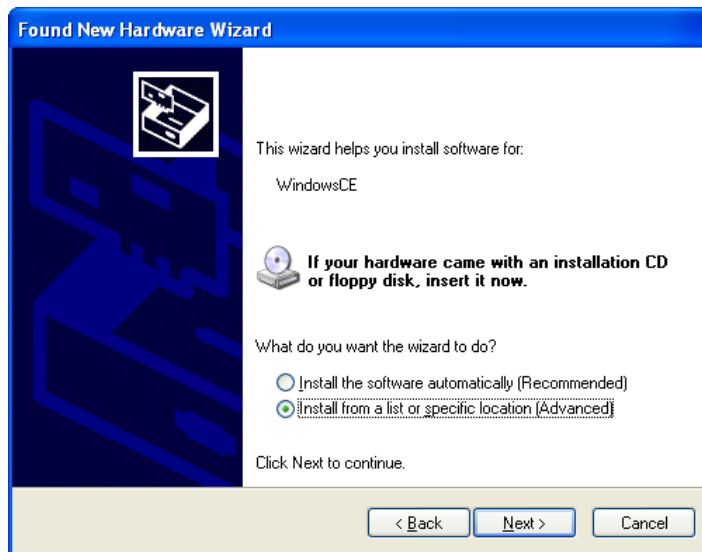 Found New Hardware Wizard
This wizard helps you install software for:
WindowsCE
If your hardware came with an installation CD
or floppy disk, insert it now.
What do you want the wizard to do?
Install the software automatically (Recommended)
Install from a list or specific location (Advanced)
Click Next to continue.
< Back
Next >
Cancel